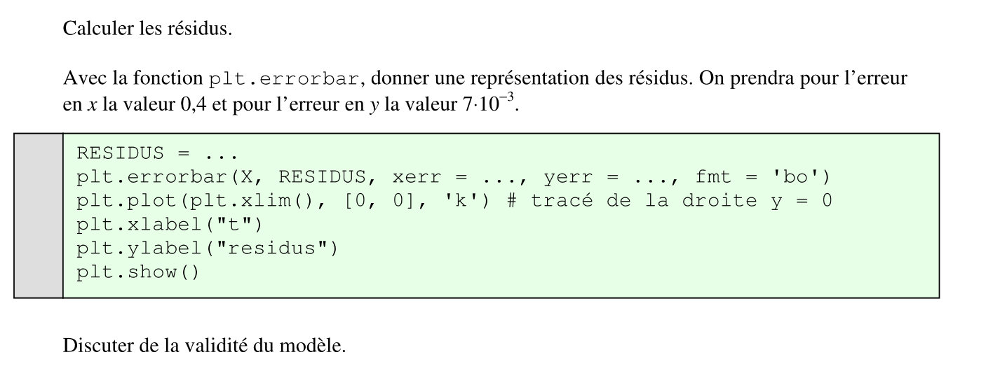 Calculer les résidus.
Avec la fonction plt.errorbar, donner une représentation des résidus. On prendra pour l'erreur
en x la valeur 0,4 et pour l'erreur en y la valeur 7·10⁻³.
RESIDUS = ...
plt.errorbar(X, RESIDUS, xerr = ..., yerr = ..., fmt = 'bo')
plt.plot(plt.xlim(), [0, 0], 'k') # tracé de la droite y = 0
plt.xlabel("t")
plt.ylabel("residus")
plt.show()
Discuter de la validité du modèle.